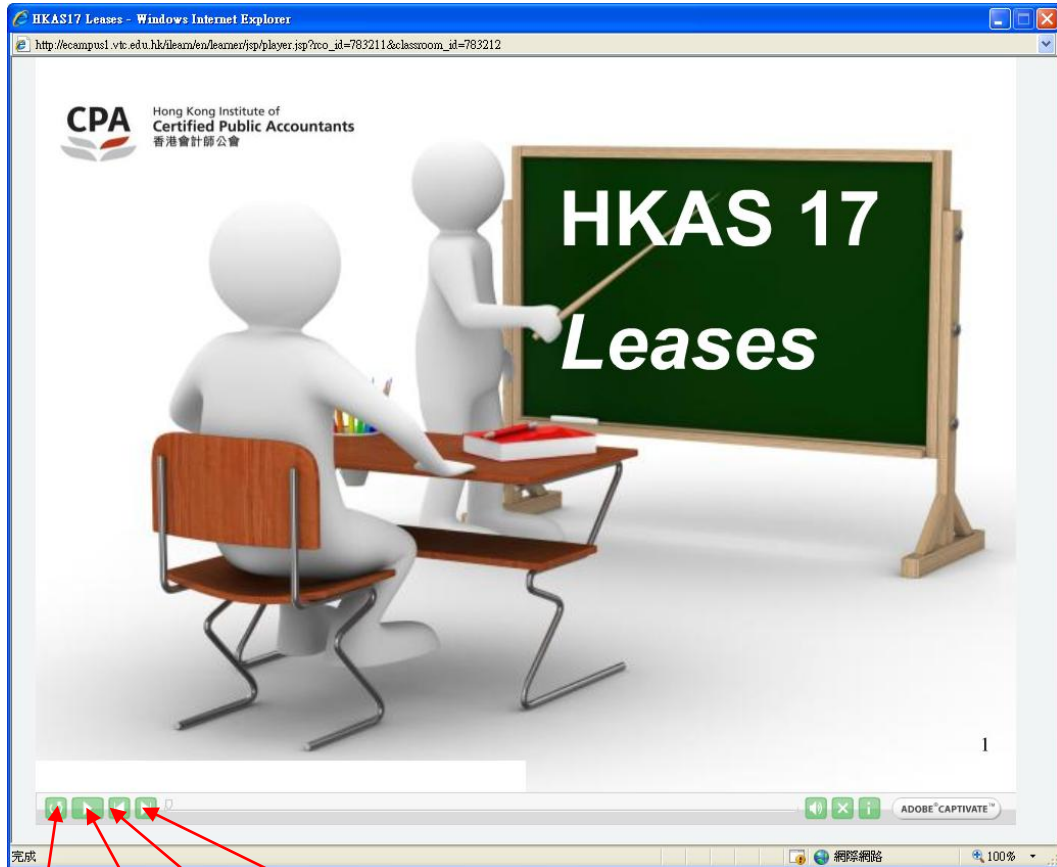 HKAS17 Leases - Windows Internet Explorer
http://ecampus1.vtc.edu.hk/ilearn/en/learner/jsp/player.jsp?rco_id=783211&classroom_id=783212
CPA
Hong Kong Institute of
Certified Public Accountants
香港會計師公會
HKAS 17
Leases
1
ADOBE® CAPTIVATE™
完成
網際網路
100%